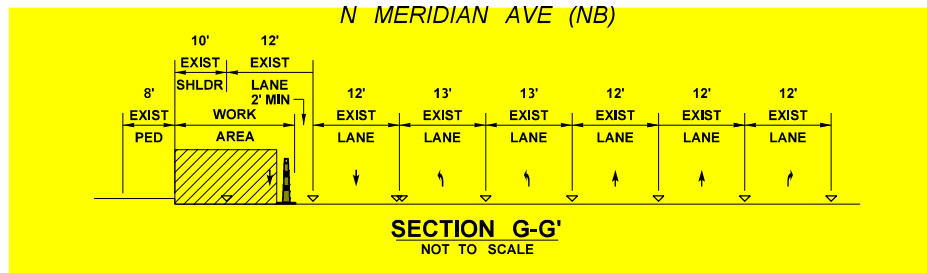 N MERIDIAN AVE (NB)
10' 12'
EXIST EXIST
SHLDR LANE
2' MIN
8' 12' 13' 13' 12' 12' 12'
EXIST WORK EXIST EXIST EXIST EXIST EXIST EXIST
PED AREA LANE LANE LANE LANE LANE LANE
SECTION G-G'
NOT TO SCALE